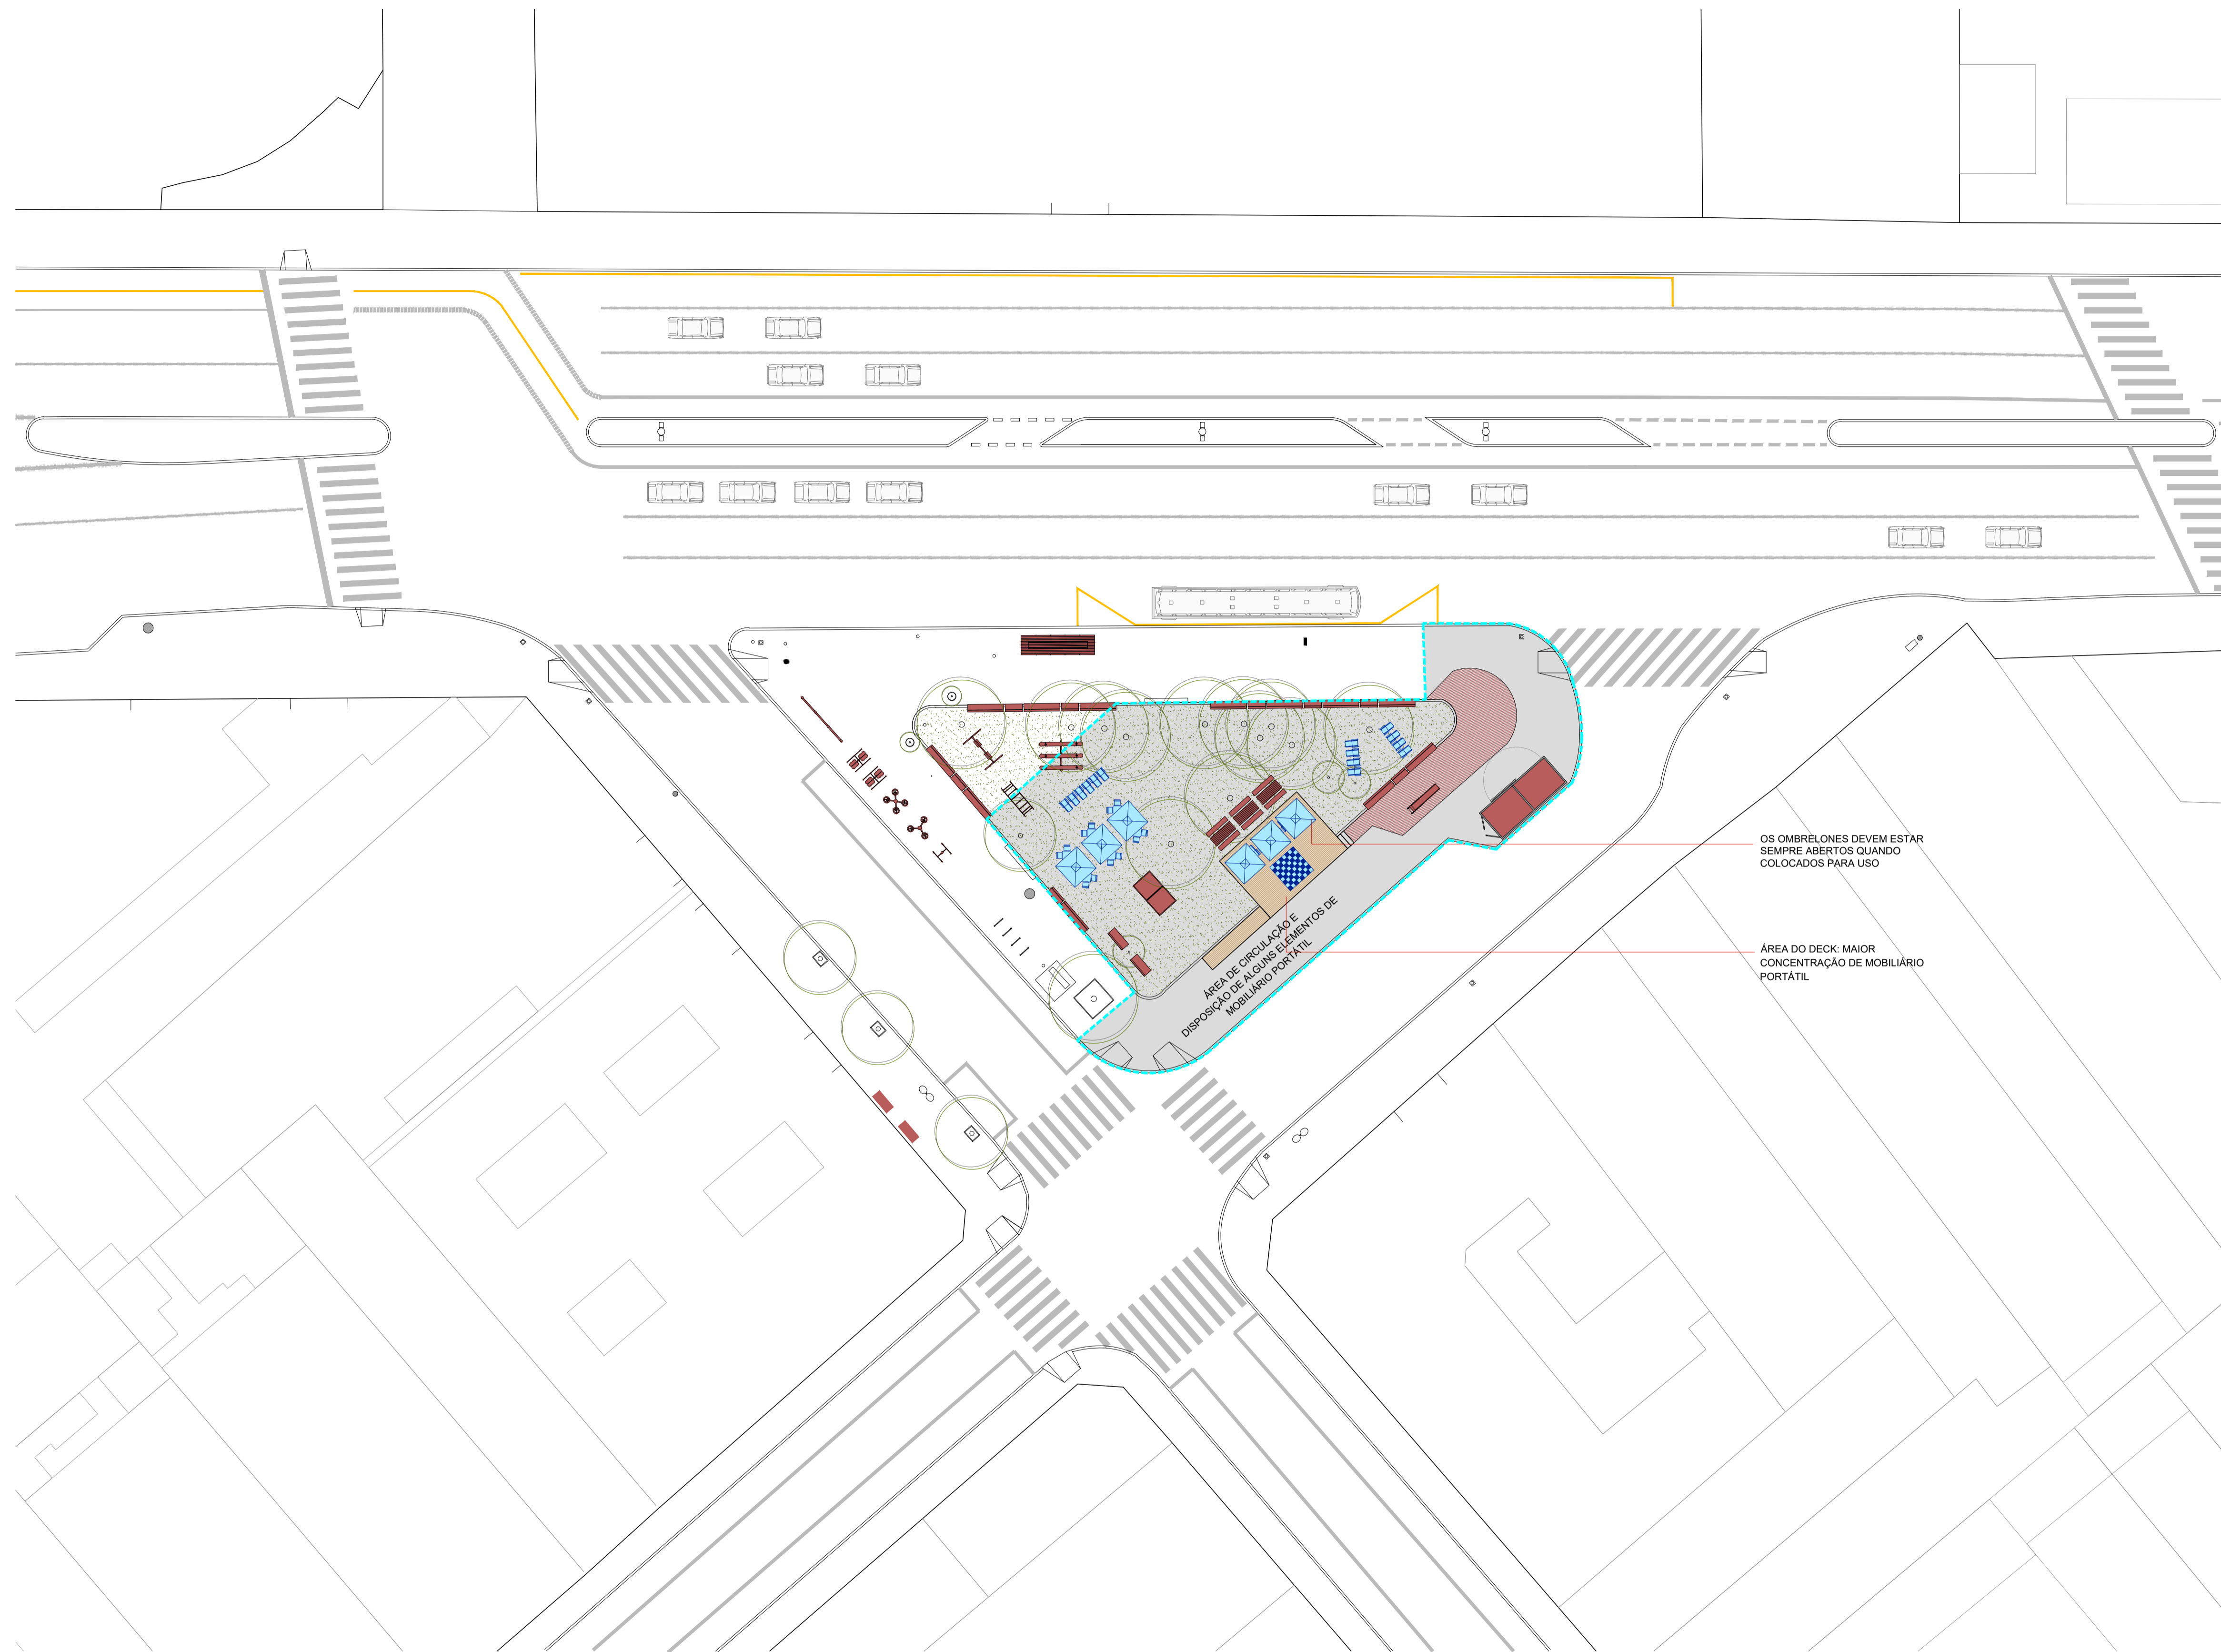 OS OMBRELONES DEVEM ESTAR
SEMPRE ABERTOS QUANDO
COLOCADOS PARA USO
ÁREA DO DECK: MAIOR
CONCENTRAÇÃO DE MOBILIÁRIO
PORTÁTIL
ÁREA DE CIRCULAÇÃO E
DISPOSIÇÃO DE ALGUNS ELEMENTOS DE
MOBILIÁRIO PORTÁTIL